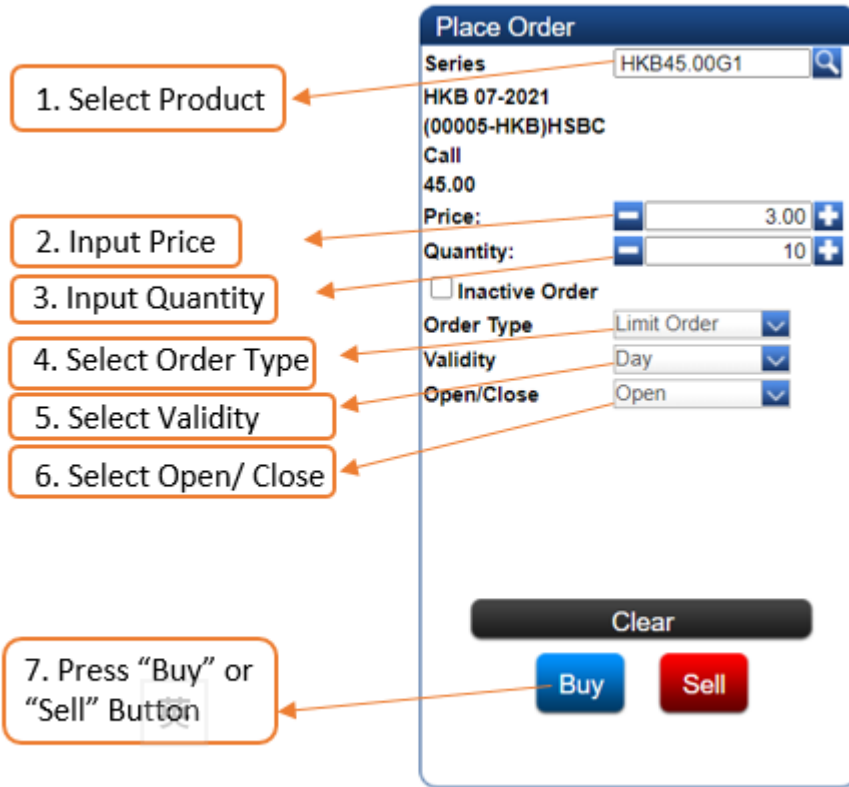 Place Order
Series HKB45.00G1
1. Select Product
HKB 07-2021
(00005-HKB)HSBC
Call
45.00
Price: 3.00
2. Input Price
Quantity: 10
3. Input Quantity
Inactive Order
Order Type Limit Order
4. Select Order Type
Validity Day
5. Select Validity
Open/Close Open
6. Select Open/ Close
Clear
7. Press “Buy” or
“Sell” Button
英
Buy Sell